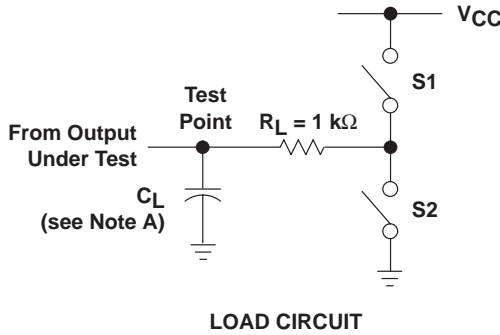 VCC
S1
Test
Point
RL = 1 kΩ
From Output
Under Test
CL
(see Note A)
S2
LOAD CIRCUIT